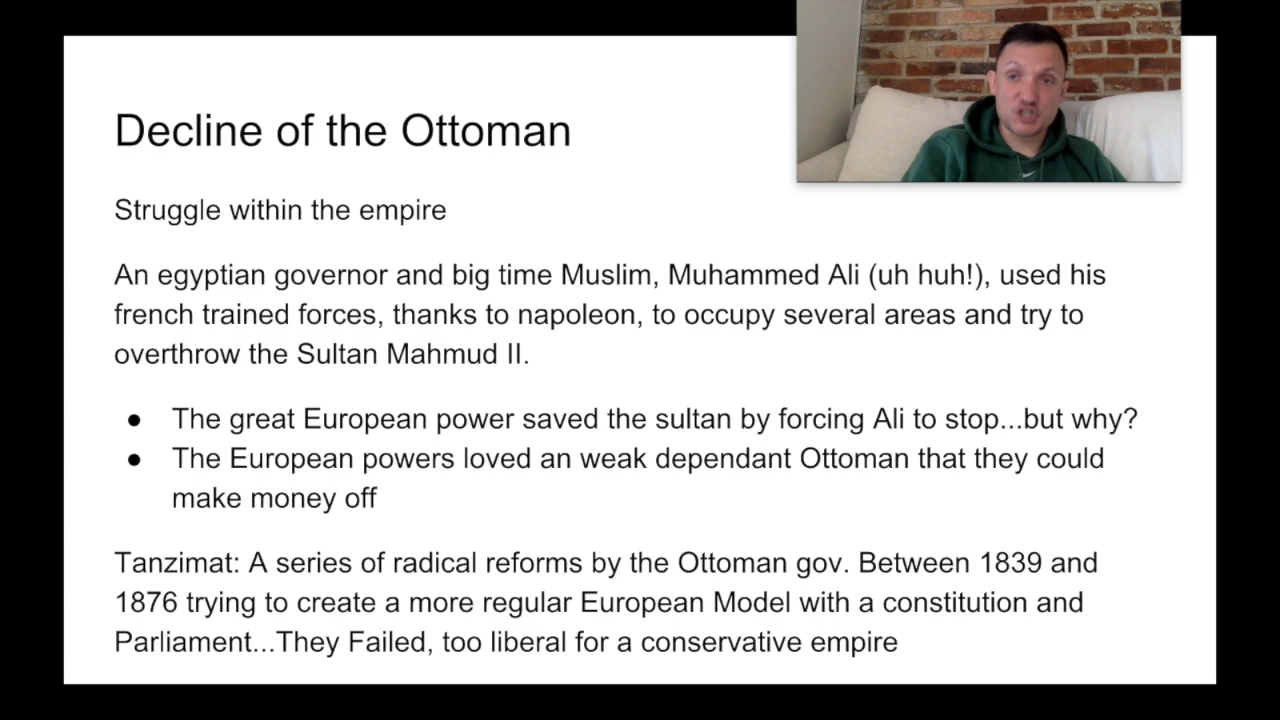 Decline of the Ottoman
Struggle within the empire
An egyptian governor and big time Muslim, Muhammed Ali (uh huh!), used his
french trained forces, thanks to napoleon, to occupy several areas and try to
overthrow the Sultan Mahmud II.
● The great European power saved the sultan by forcing Ali to stop...but why?
● The European powers loved an weak dependant Ottoman that they could
make money off
Tanzimat: A series of radical reforms by the Ottoman gov. Between 1839 and
1876 trying to create a more regular European Model with a constitution and
Parliament...They Failed, too liberal for a conservative empire